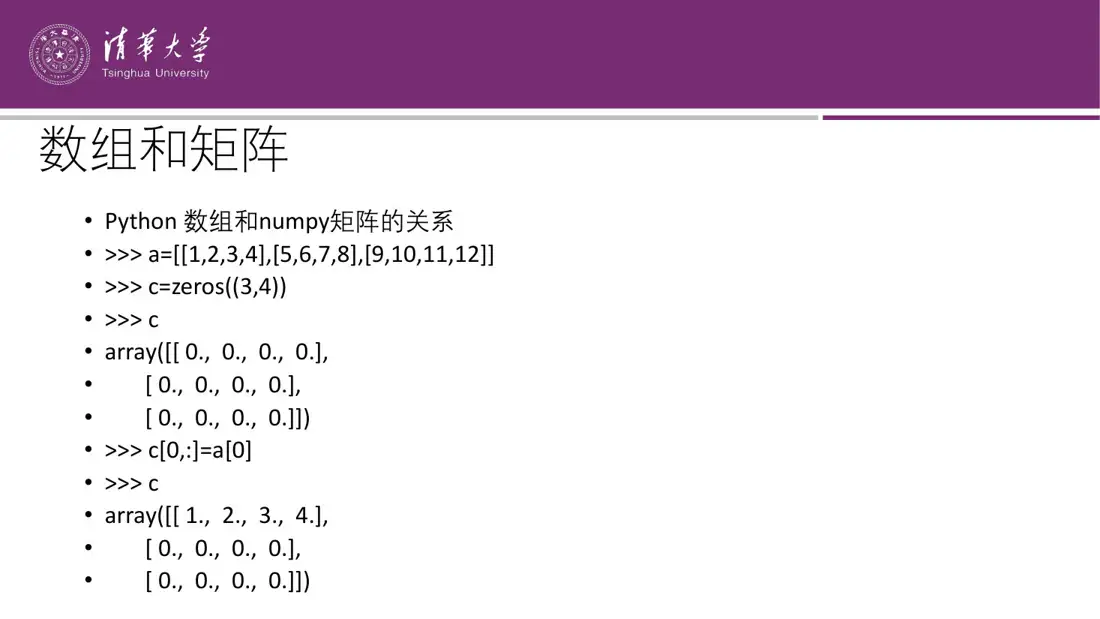 清华大学
Tsinghua University
数组和矩阵
• Python 数组和numpy矩阵的关系
• >>> a=[[1,2,3,4],[5,6,7,8],[9,10,11,12]]
• >>> c=zeros((3,4))
• >>> c
• array([[ 0.,  0.,  0.,  0.],
•       [ 0.,  0.,  0.,  0.],
•       [ 0.,  0.,  0.,  0.]])
• >>> c[0,:]=a[0]
• >>> c
• array([[ 1.,  2.,  3.,  4.],
•       [ 0.,  0.,  0.,  0.],
•       [ 0.,  0.,  0.,  0.]])